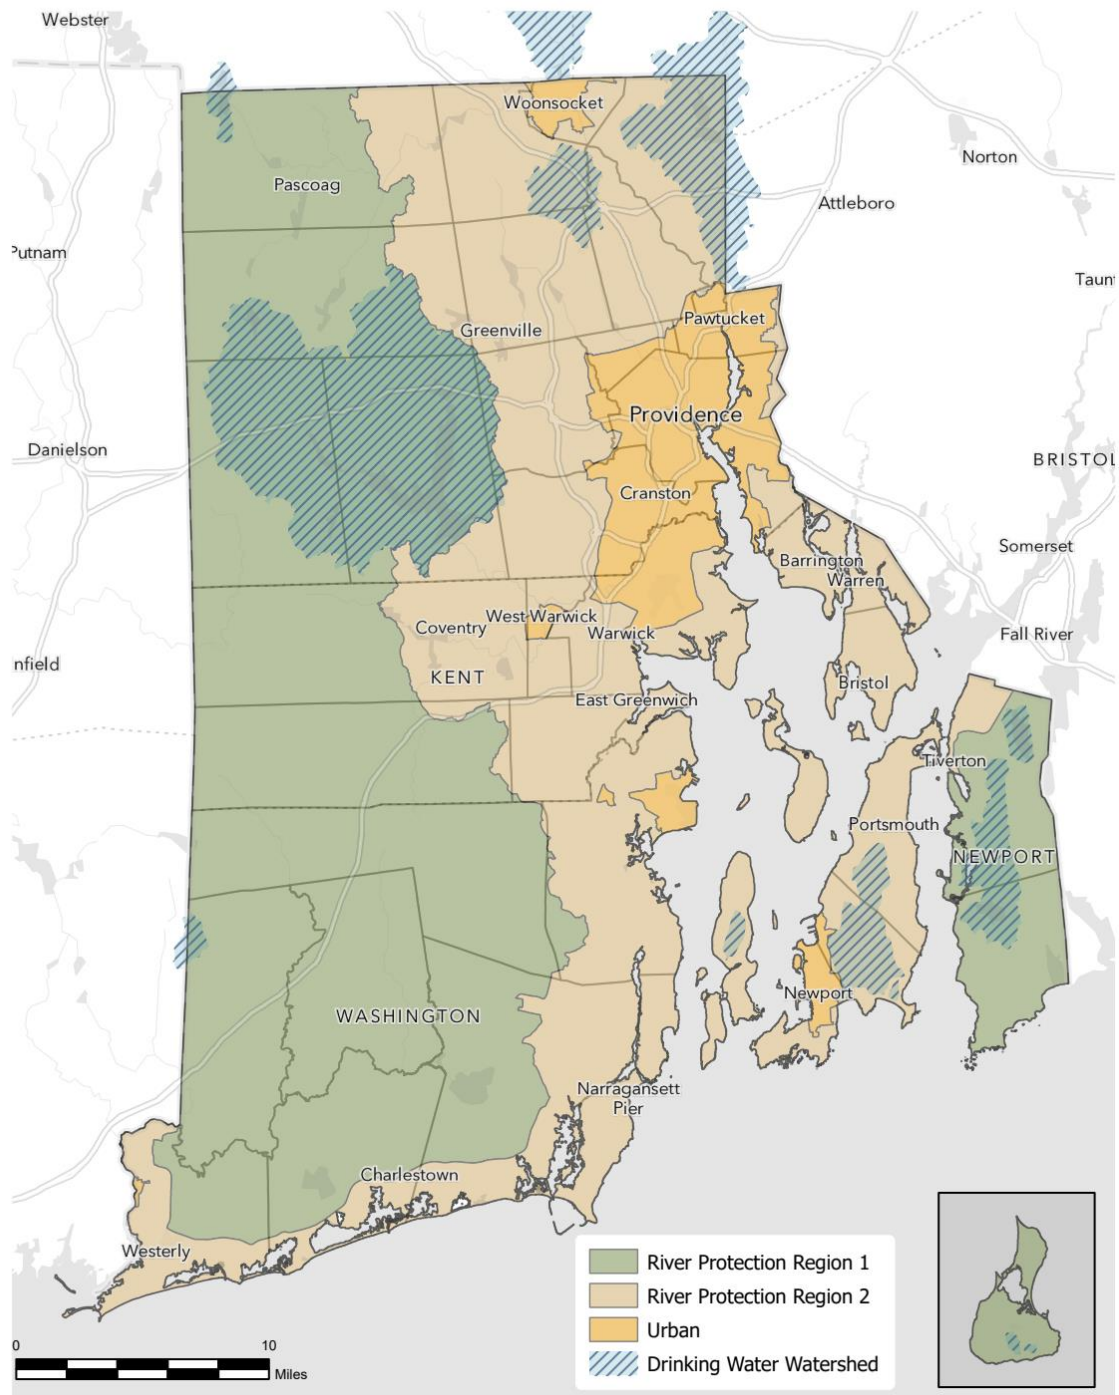 Webster
Woonsocket
Norton
Pascoag
Attleboro
Putnam
Taun
Pawtucket
Greenville
Providence
Danielson
BRISTOL
Cranston
Somerset
Barrington
Warren
West Warwick
Coventry
Warwick
Fall River
nfield
KENT
Bristol
East Greenwich
Tiverton
Portsmouth
NEWPORT
Newport
WASHINGTON
Narragansett
Pier
Charlestown
Westerly
River Protection Region 1
River Protection Region 2
Urban
Drinking Water Watershed
0 10
Miles